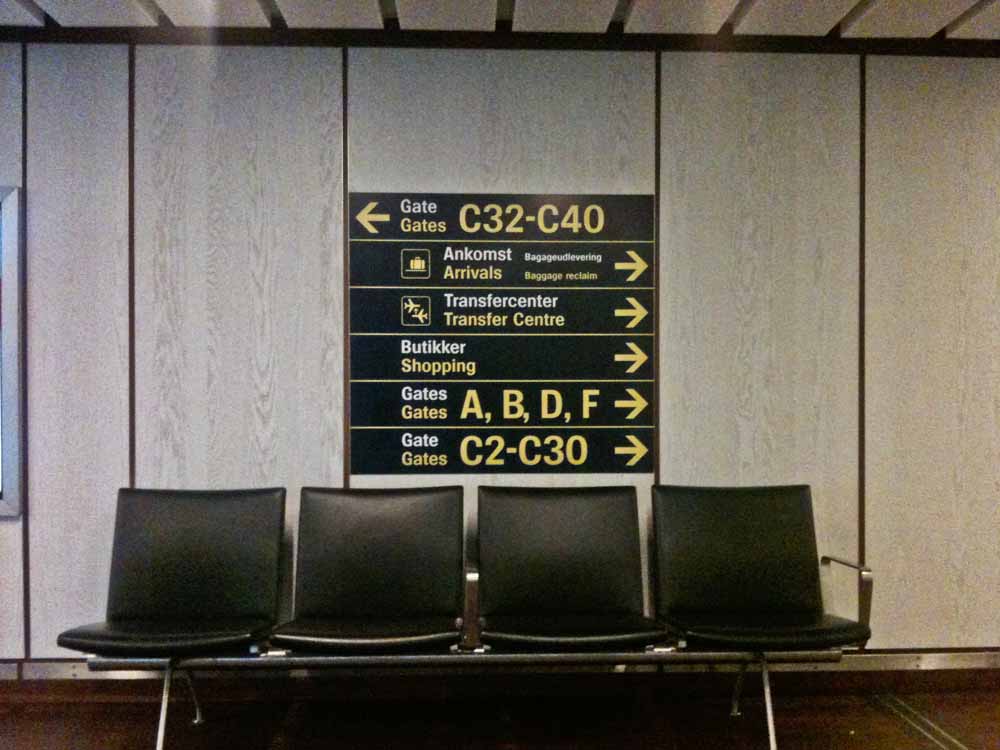 Gate
Gates C32-C40
Ankomst Bagageudlevering
Arrivals Baggage reclaim
Transfercenter
Transfer Centre
Butikker
Shopping
Gates
Gates A, B, D, F
Gate
Gates C2-C30